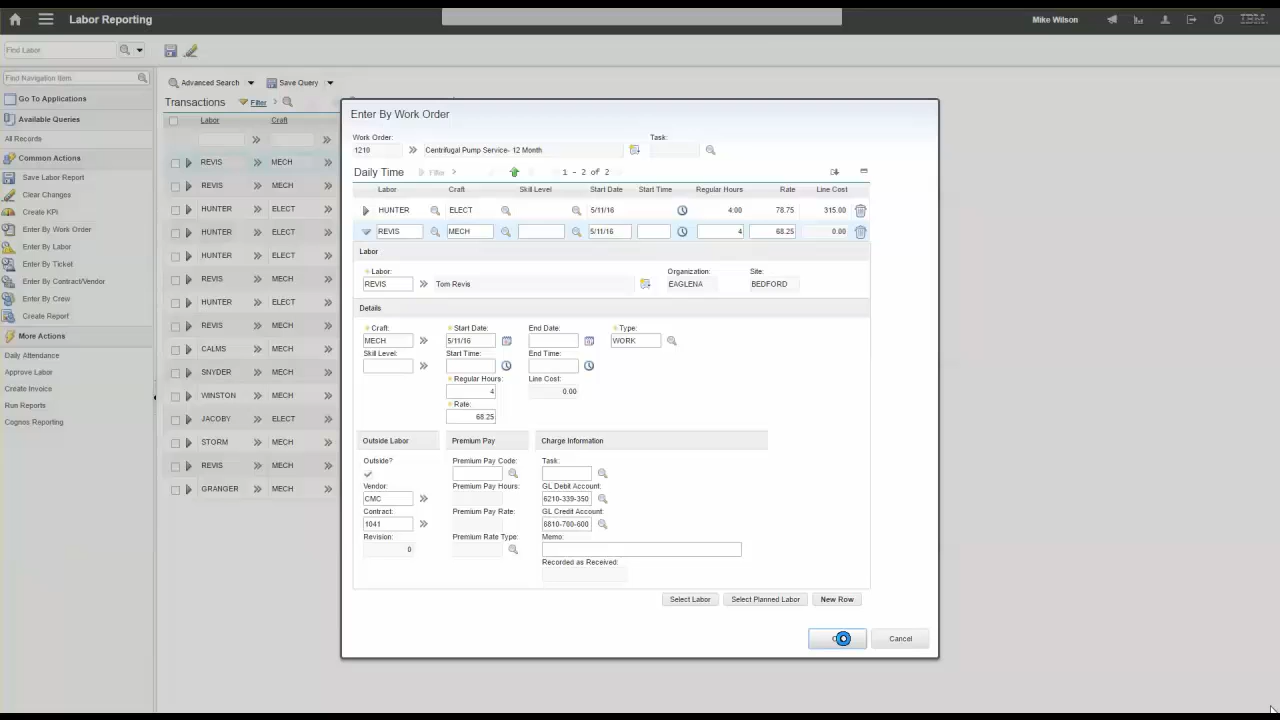 Labor Reporting
Mike Wilson
IBM
Find Labor
Find Navigation Item
Go To Applications
Available Queries
All Records
Common Actions
Save Labor Report
Clear Changes
Create KPI
Enter By Work Order
Enter By Labor
Enter By Ticket
Enter By Contract/Vendor
Enter By Crew
Create Report
More Actions
Daily Attendance
Approve Labor
Create Invoice
Run Reports
Cognos Reporting
Advanced Search Save Query
Transactions Filter
Labor Craft
REVIS MECH
REVIS MECH
HUNTER ELECT
HUNTER ELECT
HUNTER ELECT
REVIS MECH
HUNTER ELECT
REVIS MECH
CALMS MECH
SNYDER MECH
WINSTON MECH
JACOBY ELECT
STORM MECH
REVIS MECH
GRANGER MECH
Enter By Work Order
Work Order: Task:
1210 Centrifugal Pump Service- 12 Month
Daily Time Filter 1 - 2 of 2
Labor Craft Skill Level Start Date Start Time Regular Hours Rate Line Cost
HUNTER ELECT 5/11/16 4:00 78.75 315.00
REVIS MECH 5/11/16 4 68.25 0.00
Labor
Labor: Organization: Site:
REVIS Tom Revis EAGLENA BEDFORD
Details
Craft: Start Date: End Date: Type:
MECH 5/11/16 WORK
Skill Level: Start Time: End Time:
Regular Hours: Line Cost:
4 0.00
Rate:
68.25
Outside Labor Premium Pay Charge Information
Outside? Premium Pay Code: Task:
Vendor: Premium Pay Hours: GL Debit Account:
CMC 6210-339-350
Contract: Premium Pay Rate: GL Credit Account:
1041 6810-700-600
Revision: Premium Rate Type: Memo:
0
Recorded as Received:
Select Labor Select Planned Labor New Row
Cancel